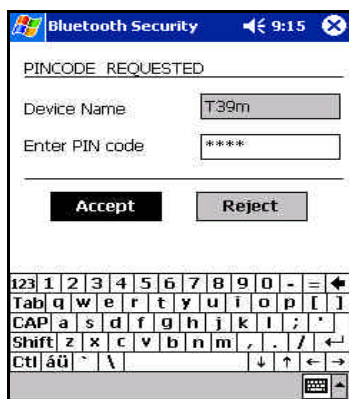 Bluetooth Security 9:15
PINCODE REQUESTED
Device Name T39m
Enter PIN code ****
Accept Reject
123 1 2 3 4 5 6 7 8 9 0 - =
Tab q w e r t y u i o p [ ]
CAP a s d f g h j k l ; '
Shift z x c v b n m , . /
Ctl áü ` \